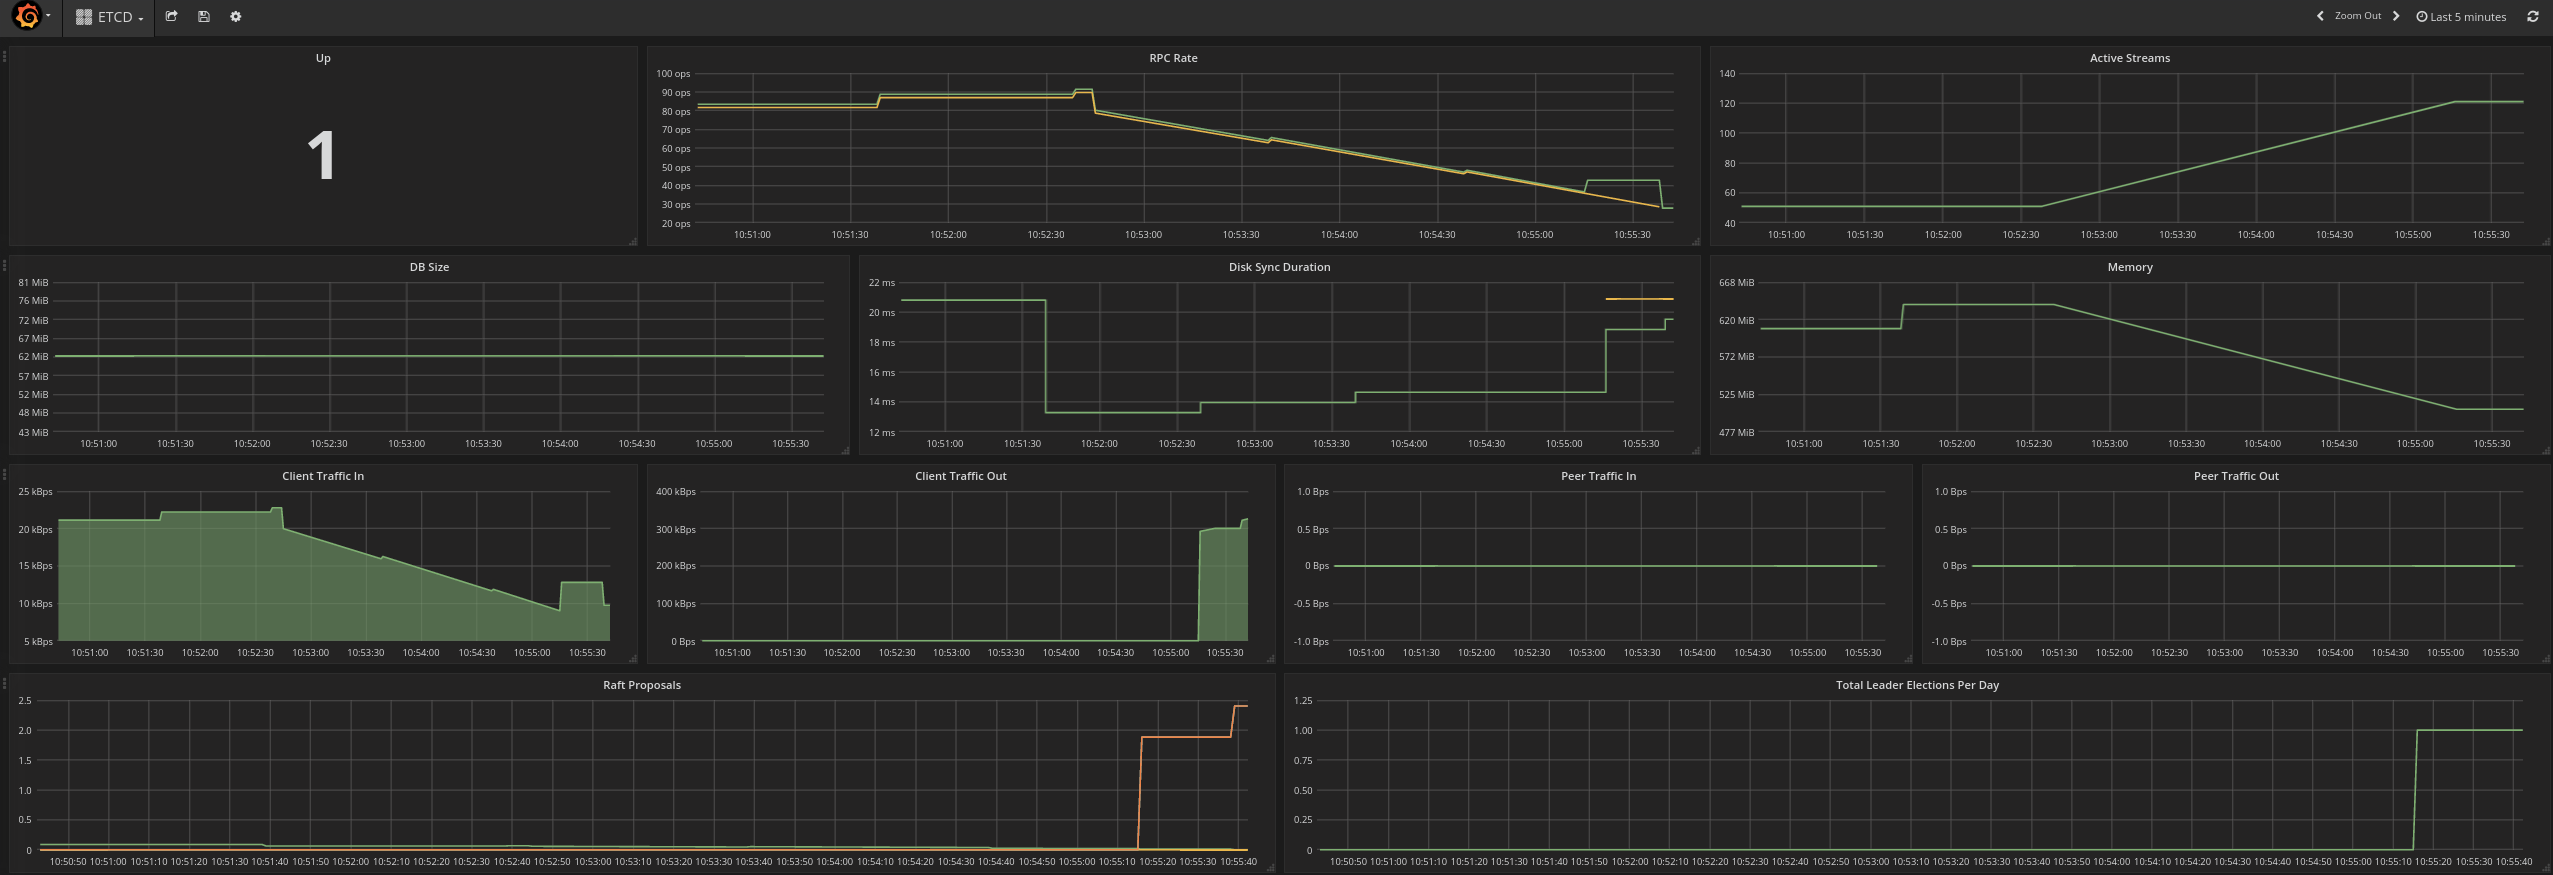 ETCD
Zoom Out
Last 5 minutes
Up
1
RPC Rate
100 ops
90 ops
80 ops
70 ops
60 ops
50 ops
40 ops
30 ops
20 ops
10:51:00 10:51:30 10:52:00 10:52:30 10:53:00 10:53:30 10:54:00 10:54:30 10:55:00 10:55:30
Active Streams
140
120
100
80
60
40
10:51:00 10:51:30 10:52:00 10:52:30 10:53:00 10:53:30 10:54:00 10:54:30 10:55:00 10:55:30
DB Size
81 MiB
76 MiB
72 MiB
67 MiB
62 MiB
57 MiB
52 MiB
48 MiB
43 MiB
10:51:00 10:51:30 10:52:00 10:52:30 10:53:00 10:53:30 10:54:00 10:54:30 10:55:00 10:55:30
Disk Sync Duration
22 ms
20 ms
18 ms
16 ms
14 ms
12 ms
10:51:00 10:51:30 10:52:00 10:52:30 10:53:00 10:53:30 10:54:00 10:54:30 10:55:00 10:55:30
Memory
668 MiB
620 MiB
572 MiB
525 MiB
477 MiB
10:51:00 10:51:30 10:52:00 10:52:30 10:53:00 10:53:30 10:54:00 10:54:30 10:55:00 10:55:30
Client Traffic In
25 kBps
20 kBps
15 kBps
10 kBps
5 kBps
10:51:00 10:51:30 10:52:00 10:52:30 10:53:00 10:53:30 10:54:00 10:54:30 10:55:00 10:55:30
Client Traffic Out
400 kBps
300 kBps
200 kBps
100 kBps
0 Bps
10:51:00 10:51:30 10:52:00 10:52:30 10:53:00 10:53:30 10:54:00 10:54:30 10:55:00 10:55:30
Peer Traffic In
1.0 Bps
0.5 Bps
0 Bps
-0.5 Bps
-1.0 Bps
10:51:00 10:51:30 10:52:00 10:52:30 10:53:00 10:53:30 10:54:00 10:54:30 10:55:00 10:55:30
Peer Traffic Out
1.0 Bps
0.5 Bps
0 Bps
-0.5 Bps
-1.0 Bps
10:51:00 10:51:30 10:52:00 10:52:30 10:53:00 10:53:30 10:54:00 10:54:30 10:55:00 10:55:30
Raft Proposals
2.5
2.0
1.5
1.0
0.5
0
10:50:50 10:51:00 10:51:10 10:51:20 10:51:30 10:51:40 10:51:50 10:52:00 10:52:10 10:52:20 10:52:30 10:52:40 10:52:50 10:53:00 10:53:10 10:53:20 10:53:30 10:53:40 10:53:50 10:54:00 10:54:10 10:54:20 10:54:30 10:54:40 10:54:50 10:55:00 10:55:10 10:55:20 10:55:30 10:55:40
Total Leader Elections Per Day
1.25
1.00
0.75
0.50
0.25
0
10:50:50 10:51:00 10:51:10 10:51:20 10:51:30 10:51:40 10:51:50 10:52:00 10:52:10 10:52:20 10:52:30 10:52:40 10:52:50 10:53:00 10:53:10 10:53:20 10:53:30 10:53:40 10:53:50 10:54:00 10:54:10 10:54:20 10:54:30 10:54:40 10:54:50 10:55:00 10:55:10 10:55:20 10:55:30 10:55:40